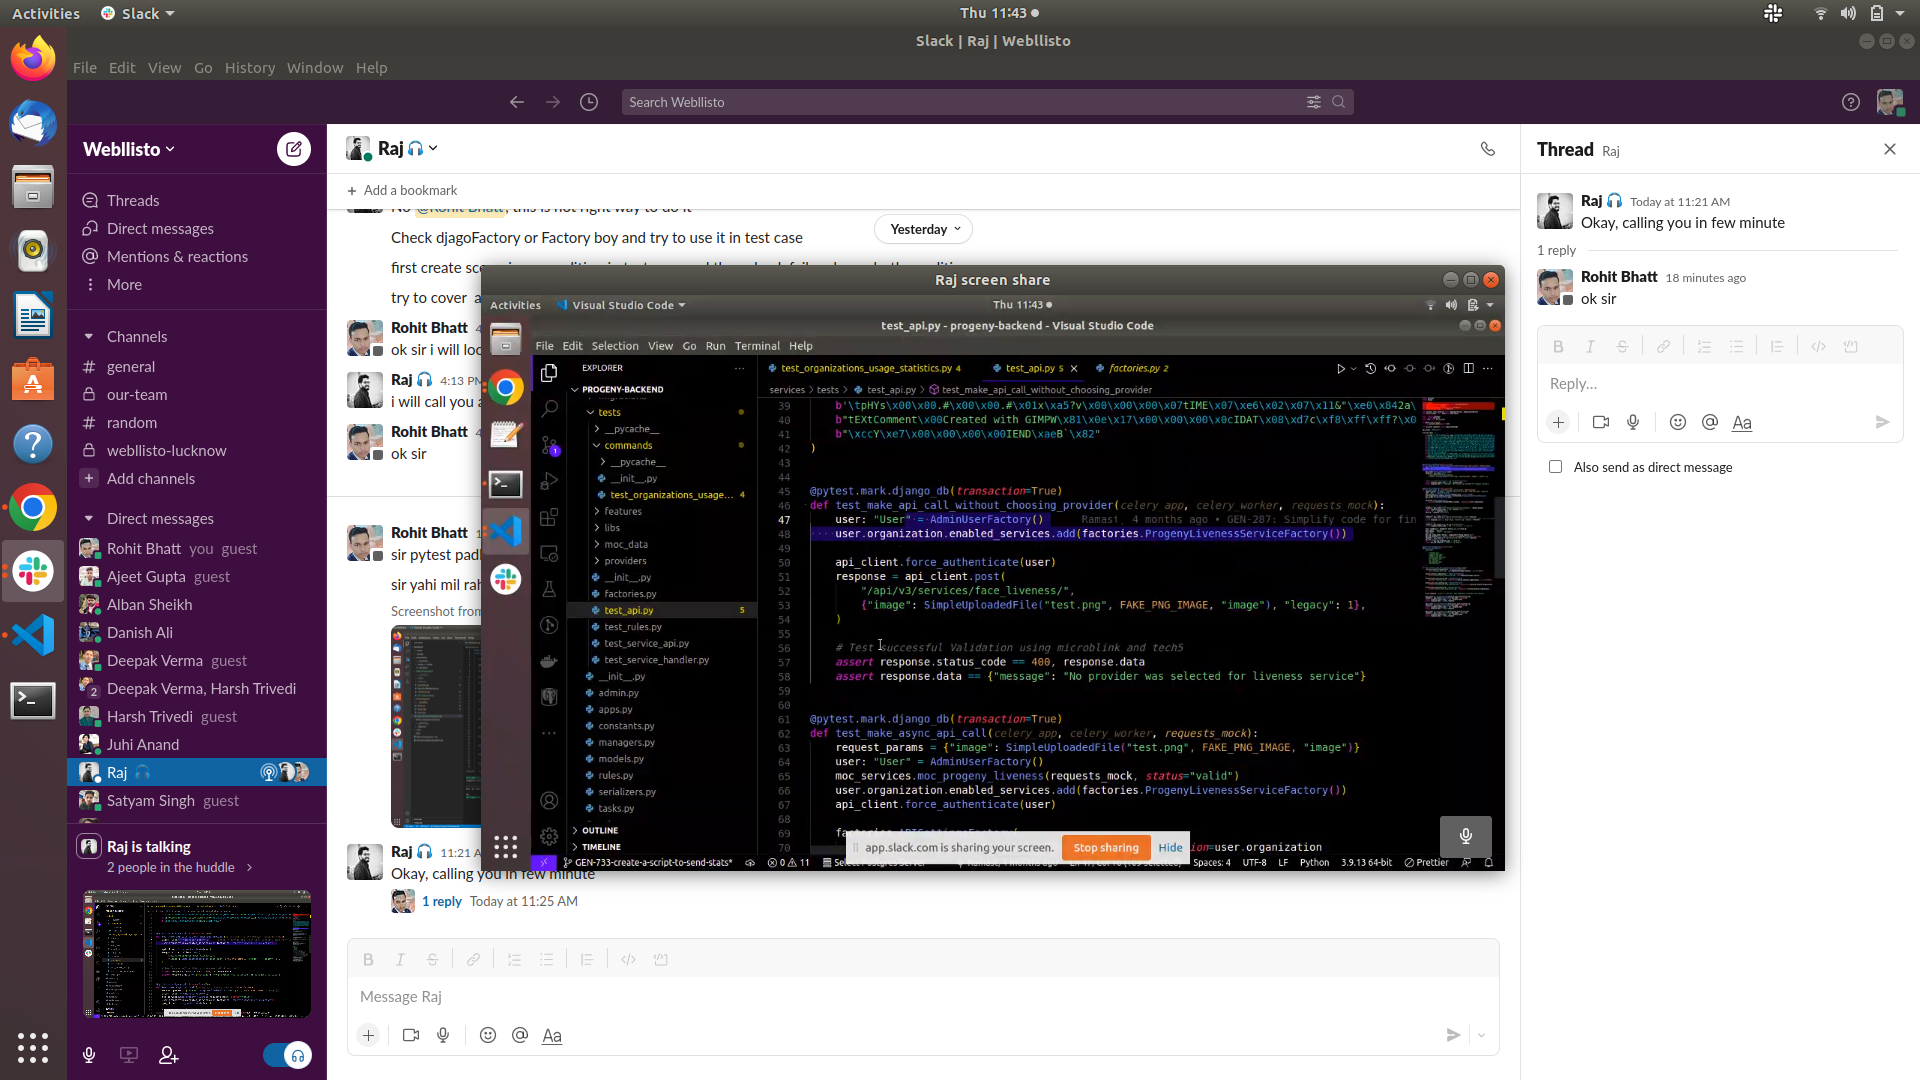 Activities
Slack
Thu 11:43
Slack | Raj | Webllisto
File Edit View Go History Window Help
Search Webllisto
Webllisto
Threads
Direct messages
Mentions & reactions
More
Channels
general
our-team
random
webllisto-lucknow
Add channels
Direct messages
Rohit Bhatt you guest
Ajeet Gupta guest
Alban Sheikh
Danish Ali
Deepak Verma guest
2 Deepak Verma, Harsh Trivedi
Harsh Trivedi guest
Juhi Anand
Raj
Satyam Singh guest
Raj is talking
2 people in the huddle
Raj
Add a bookmark
No @Rohit Bhatt, this is not right way to do it
Yesterday
Check djagoFactory or Factory boy and try to use it in test case
first create
try to cover
Rohit Bhatt
ok sir i will
Raj 4:13 PM
i will call you
Rohit Bhatt
ok sir
Rohit Bhatt
sir pytest
sir yahi mil
Screenshot from
Raj 11:21
Okay, calling you in few minute
1 reply Today at 11:25 AM
Message Raj
Raj screen share
Activities Visual Studio Code Thu 11:43
test_api.py - progeny-backend - Visual Studio Code
File Edit Selection View Go Run Terminal Help
EXPLORER
PROGENY-BACKEND
tests
__pycache__
commands
__pycache__
__init__.py
test_organizations_usage... 4
features
libs
moc_data
providers
__init__.py
factories.py
test_api.py 5
test_rules.py
test_service_api.py
test_service_handler.py
__init__.py
admin.py
apps.py
constants.py
managers.py
models.py
rules.py
serializers.py
tasks.py
OUTLINE
TIMELINE
test_organizations_usage_statistics.py 4 test_api.py 5 factories.py 2
services > tests > test_api.py > test_make_api_call_without_choosing_provider
39 b'\tpHYs\x00\x00.#\x00\x00.#\x01x\xa5?v\x00\x00\x00\x07tIME\x07\xe6\x02\x07\x11&"\xe0\x842a\
40 b"tEXtComment\x00Created with GIMPW\x81\x0e\x17\x00\x00\x00\x0cIDAT\x08\xd7c\xf8\xff\xff?\x0
41 b"\xccY\xe7\x00\x00\x00\x00IEND\xaeB`\x82"
42 )
43
44
45 @pytest.mark.django_db(transaction=True)
46 def test_make_api_call_without_choosing_provider(celery_app, celery_worker, requests_mock):
47 user: "User" = AdminUserFactory() Ramasi, 4 months ago • GEN-287: Simplify code for fin
48 user.organization.enabled_services.add(factories.ProgenyLivenessServiceFactory())
49
50 api_client.force_authenticate(user)
51 response = api_client.post(
52 "/api/v3/services/face_liveness/",
53 {"image": SimpleUploadedFile("test.png", FAKE_PNG_IMAGE, "image"), "legacy": 1},
54 )
55
56 # Test successful Validation using microblink and tech5
57 assert response.status_code == 400, response.data
58 assert response.data == {"message": "No provider was selected for liveness service"}
59
60
61 @pytest.mark.django_db(transaction=True)
62 def test_make_async_api_call(celery_app, celery_worker, requests_mock):
63 request_params = {"image": SimpleUploadedFile("test.png", FAKE_PNG_IMAGE, "image")}
64 user: "User" = AdminUserFactory()
65 moc_services.moc_progeny_liveness(requests_mock, status="valid")
66 user.organization.enabled_services.add(factories.ProgenyLivenessServiceFactory())
67 api_client.force_authenticate(user)
68
69
70 =user.organization
app.slack.com is sharing your screen. Stop sharing Hide
GEN-733-create-a-script-to-send-stats* 0 11 Spaces: 4 UTF-8 LF Python 3.9.13 64-bit Prettier
Thread Raj
Raj Today at 11:21 AM
Okay, calling you in few minute
1 reply
Rohit Bhatt 18 minutes ago
ok sir
Reply...
Also send as direct message